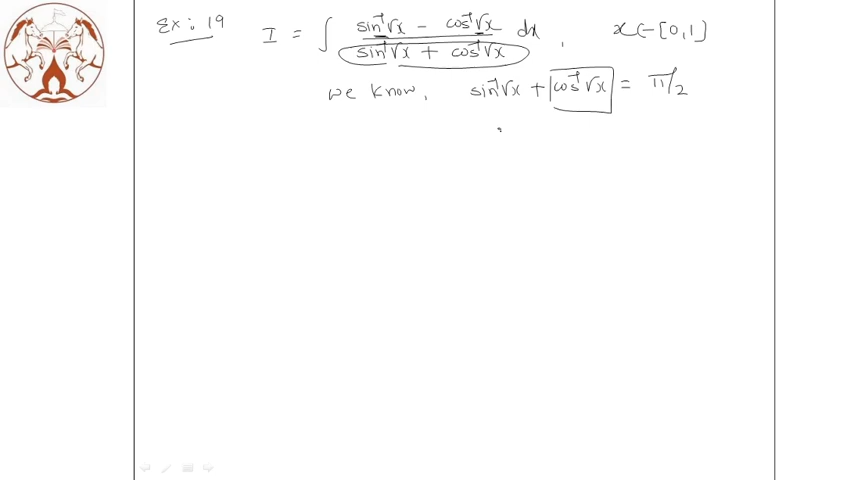 Ex: 19 I = ∫ (sin⁻¹√x − cos⁻¹√x) / (sin⁻¹√x + cos⁻¹√x) dx, x ∈ [0,1]
we know, sin⁻¹√x + cos⁻¹√x = π/2